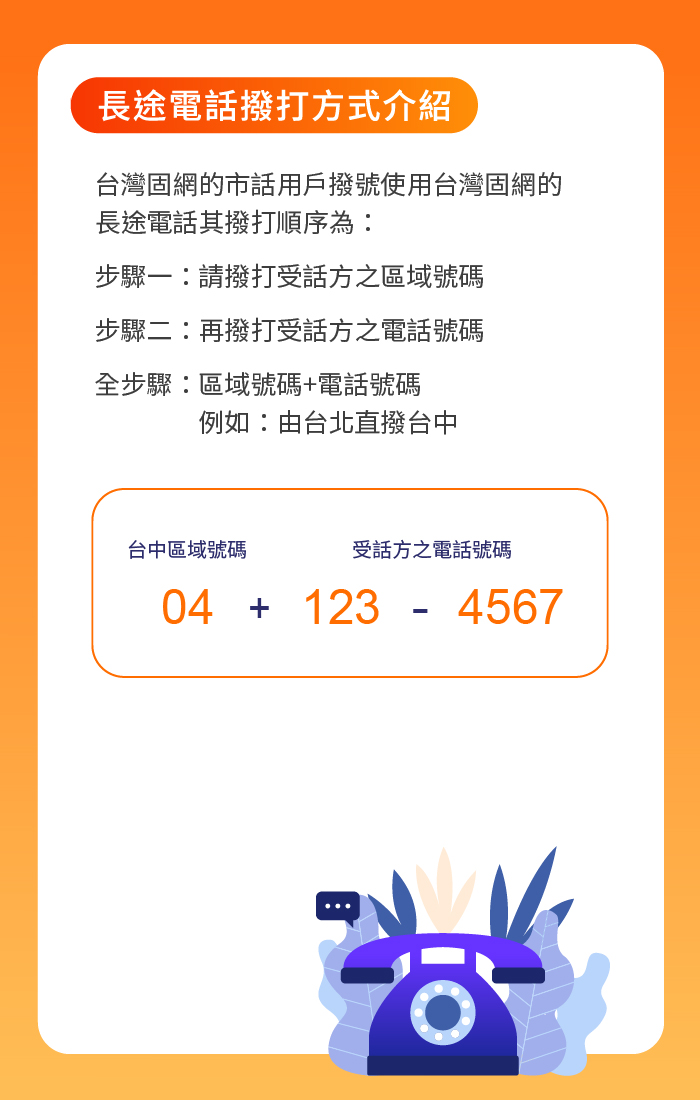 長途電話撥打方式介紹
台灣固網的市話用戶撥號使用台灣固網的
長途電話其撥打順序為：
步驟一：請撥打受話方之區域號碼
步驟二：再撥打受話方之電話號碼
全步驟：區域號碼+電話號碼
例如：由台北直撥台中
台中區域號碼 受話方之電話號碼
04 + 123 - 4567